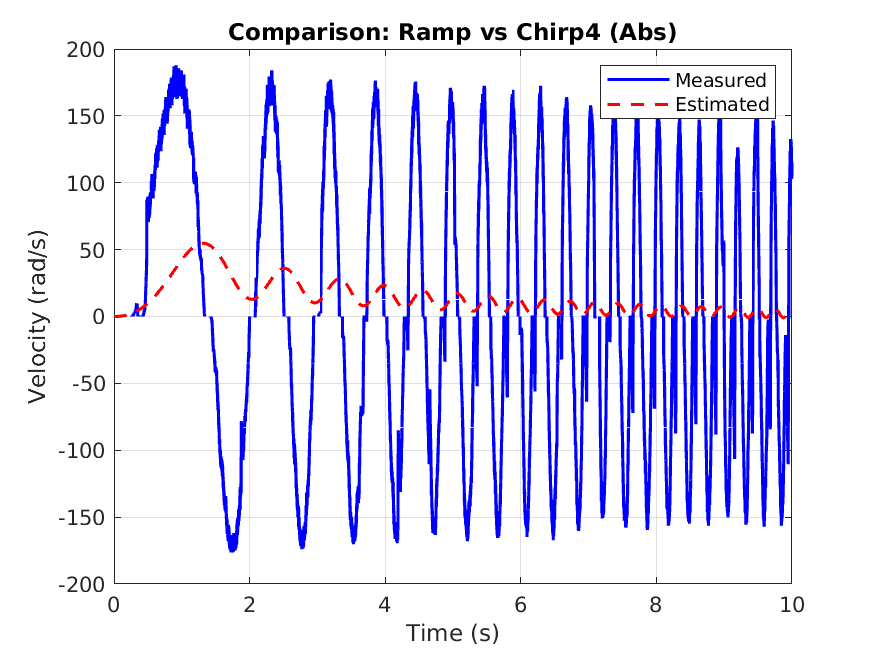 Comparison: Ramp vs Chirp4 (Abs)
Measured
Estimated
Velocity (rad/s)
200
150
100
50
0
-50
-100
-150
-200
0 2 4 6 8 10
Time (s)